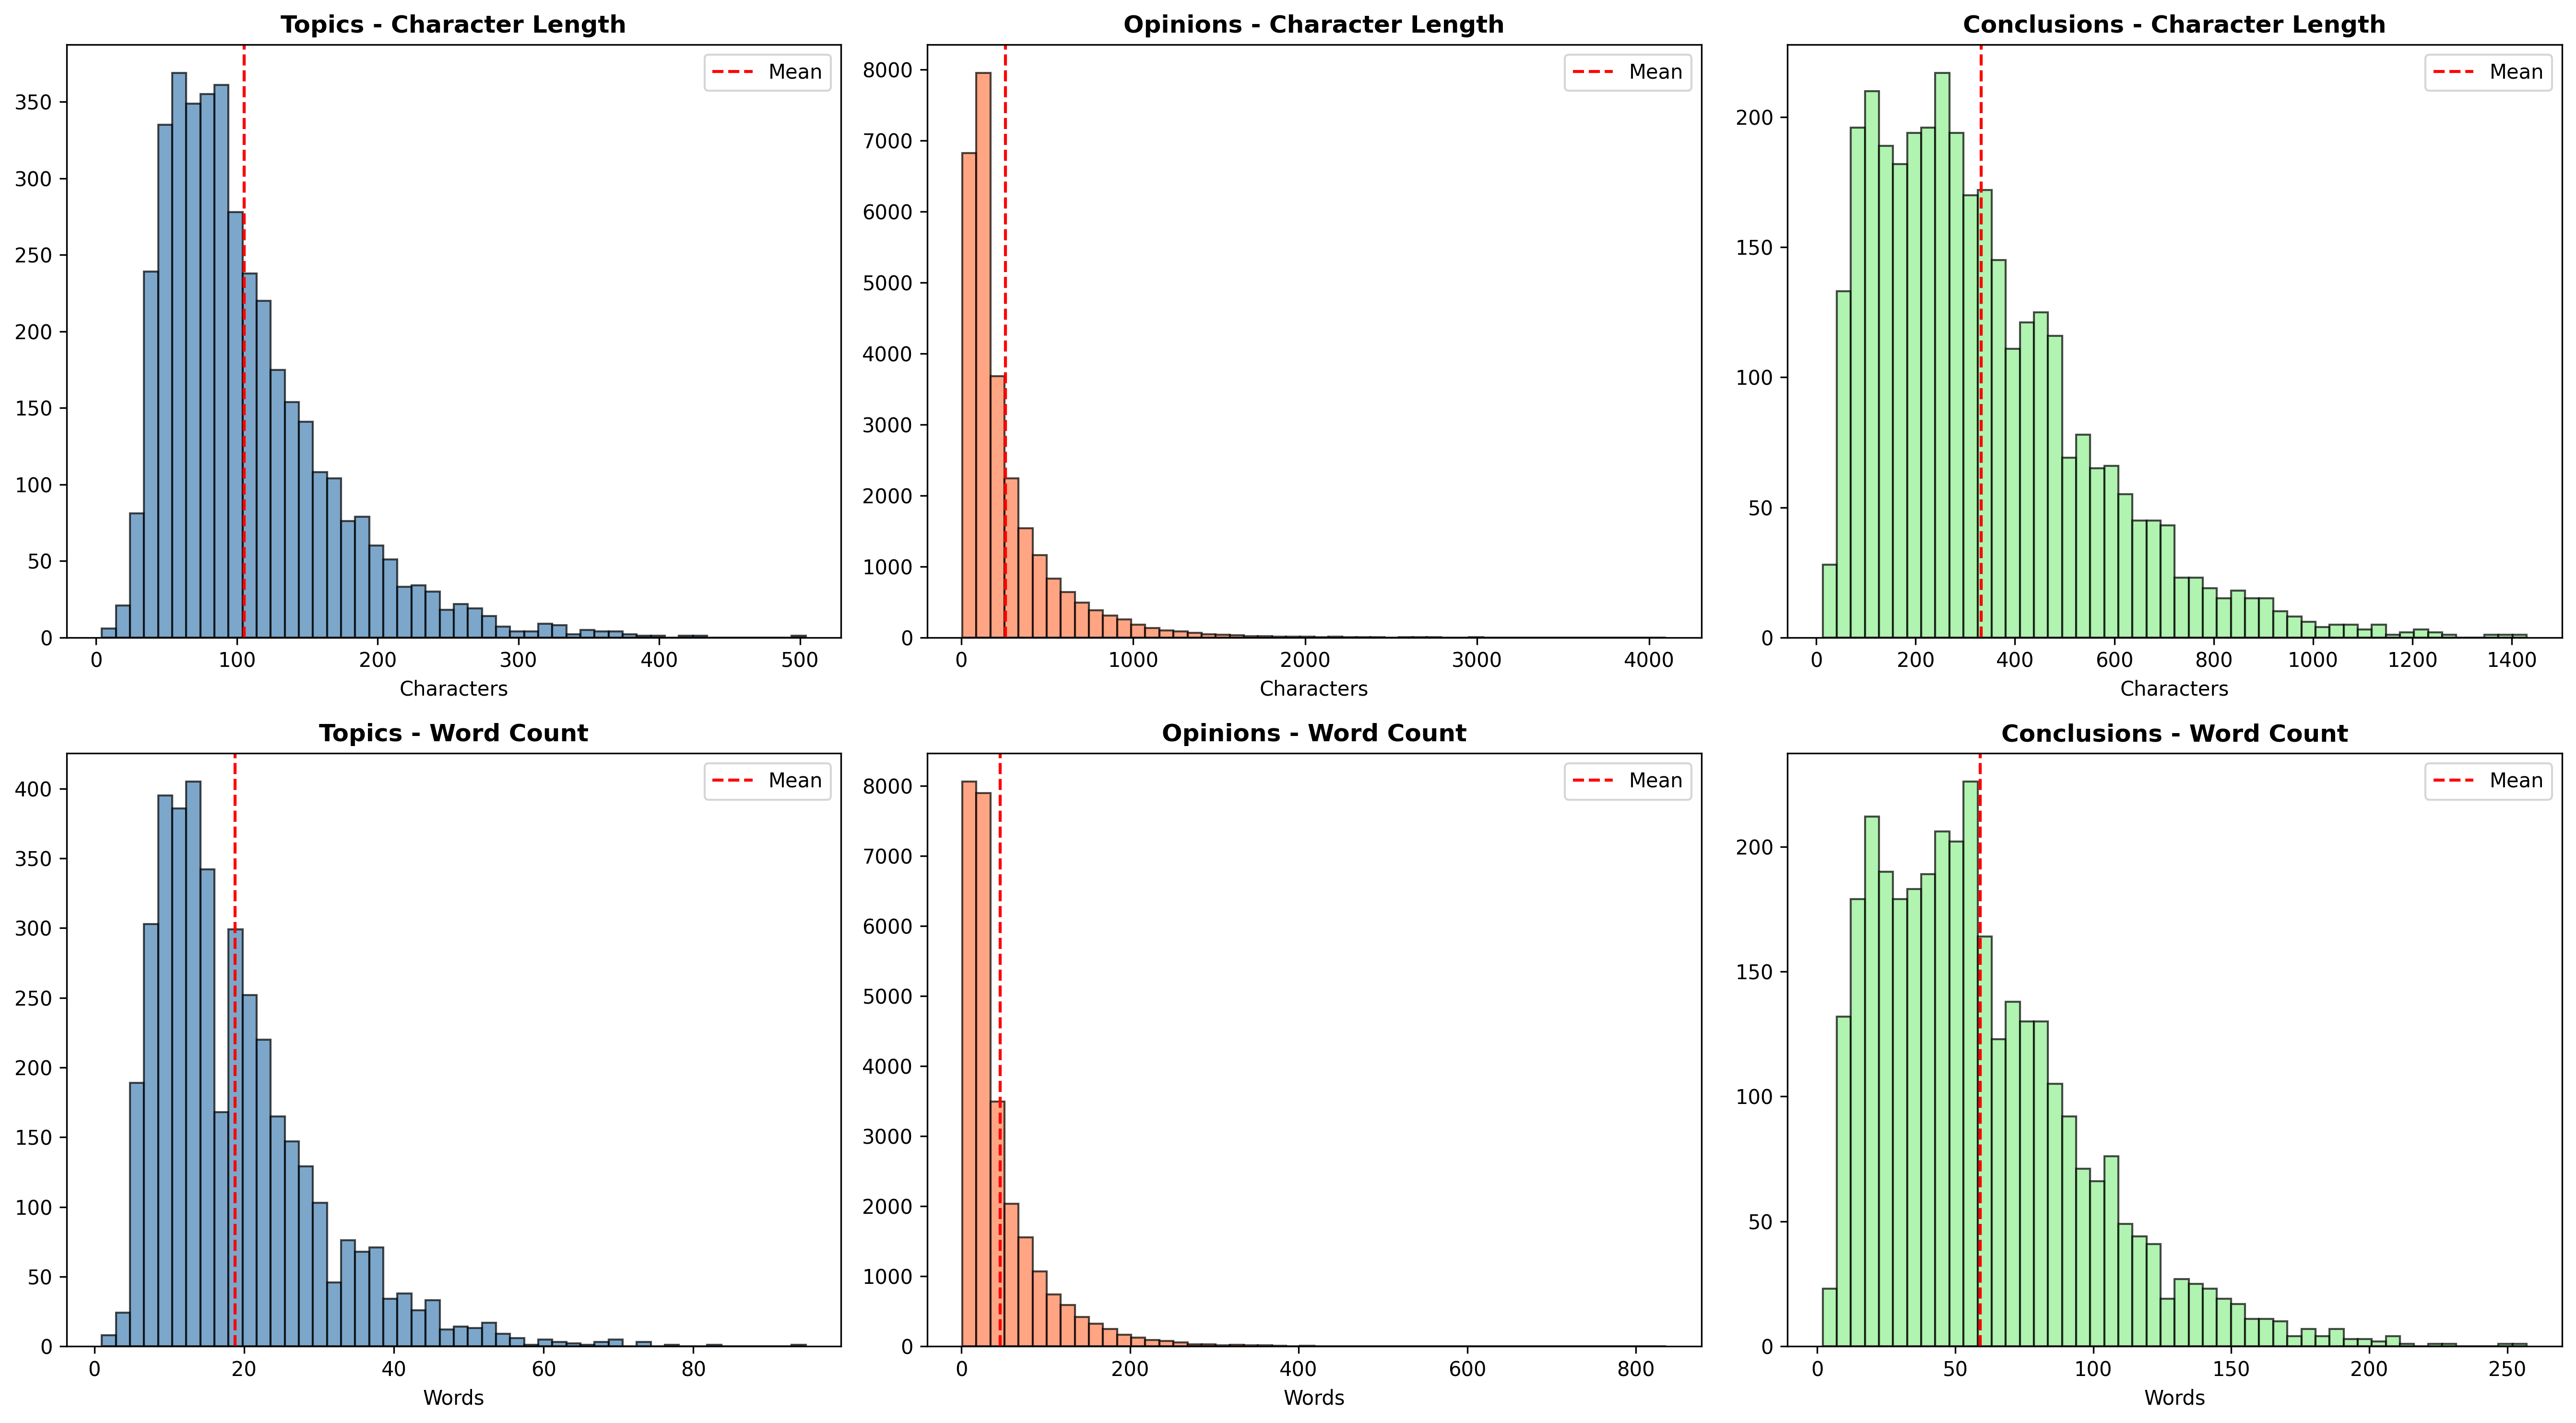 Topics - Character Length
Mean
350
300
250
200
150
100
50
0
0 100 200 300 400 500
Characters
Opinions - Character Length
Mean
8000
7000
6000
5000
4000
3000
2000
1000
0
0 1000 2000 3000 4000
Characters
Conclusions - Character Length
Mean
200
150
100
50
0
0 200 400 600 800 1000 1200 1400
Characters
Topics - Word Count
Mean
400
350
300
250
200
150
100
50
0
0 20 40 60 80
Words
Opinions - Word Count
Mean
8000
7000
6000
5000
4000
3000
2000
1000
0
0 200 400 600 800
Words
Conclusions - Word Count
Mean
200
150
100
50
0
0 50 100 150 200 250
Words